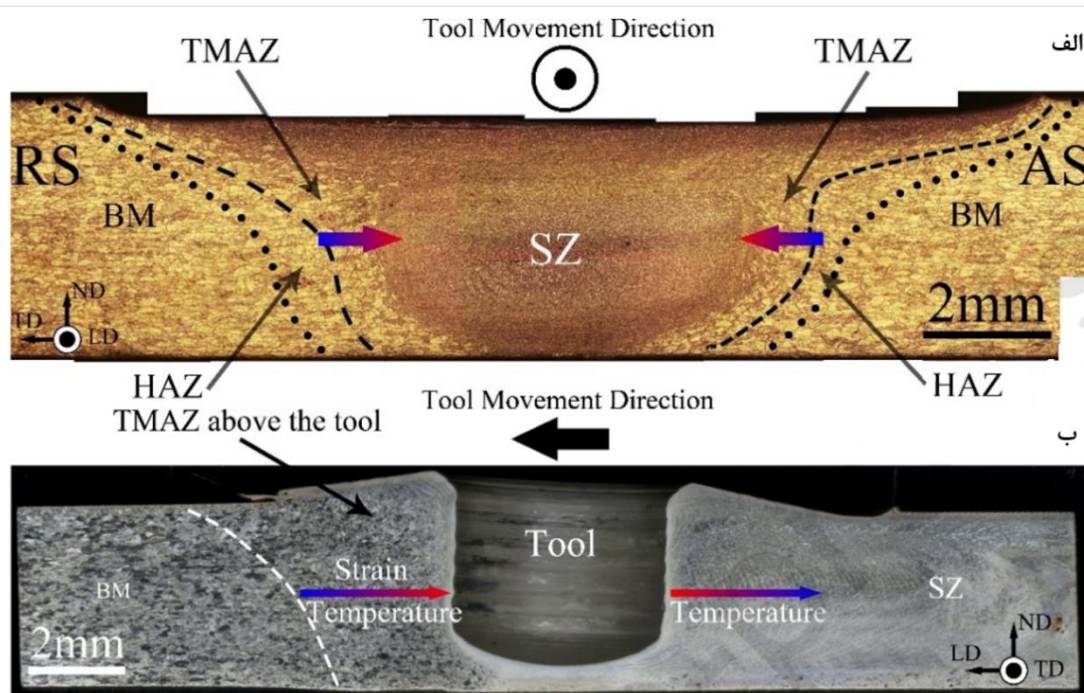 Tool Movement Direction
الف
TMAZ
TMAZ
RS
AS
BM
BM
SZ
ND
TD
LD
2mm
HAZ
HAZ
Tool Movement Direction
TMAZ above the tool
ب
Tool
BM
Strain
Temperature
Temperature
SZ
2mm
ND
LD
TD